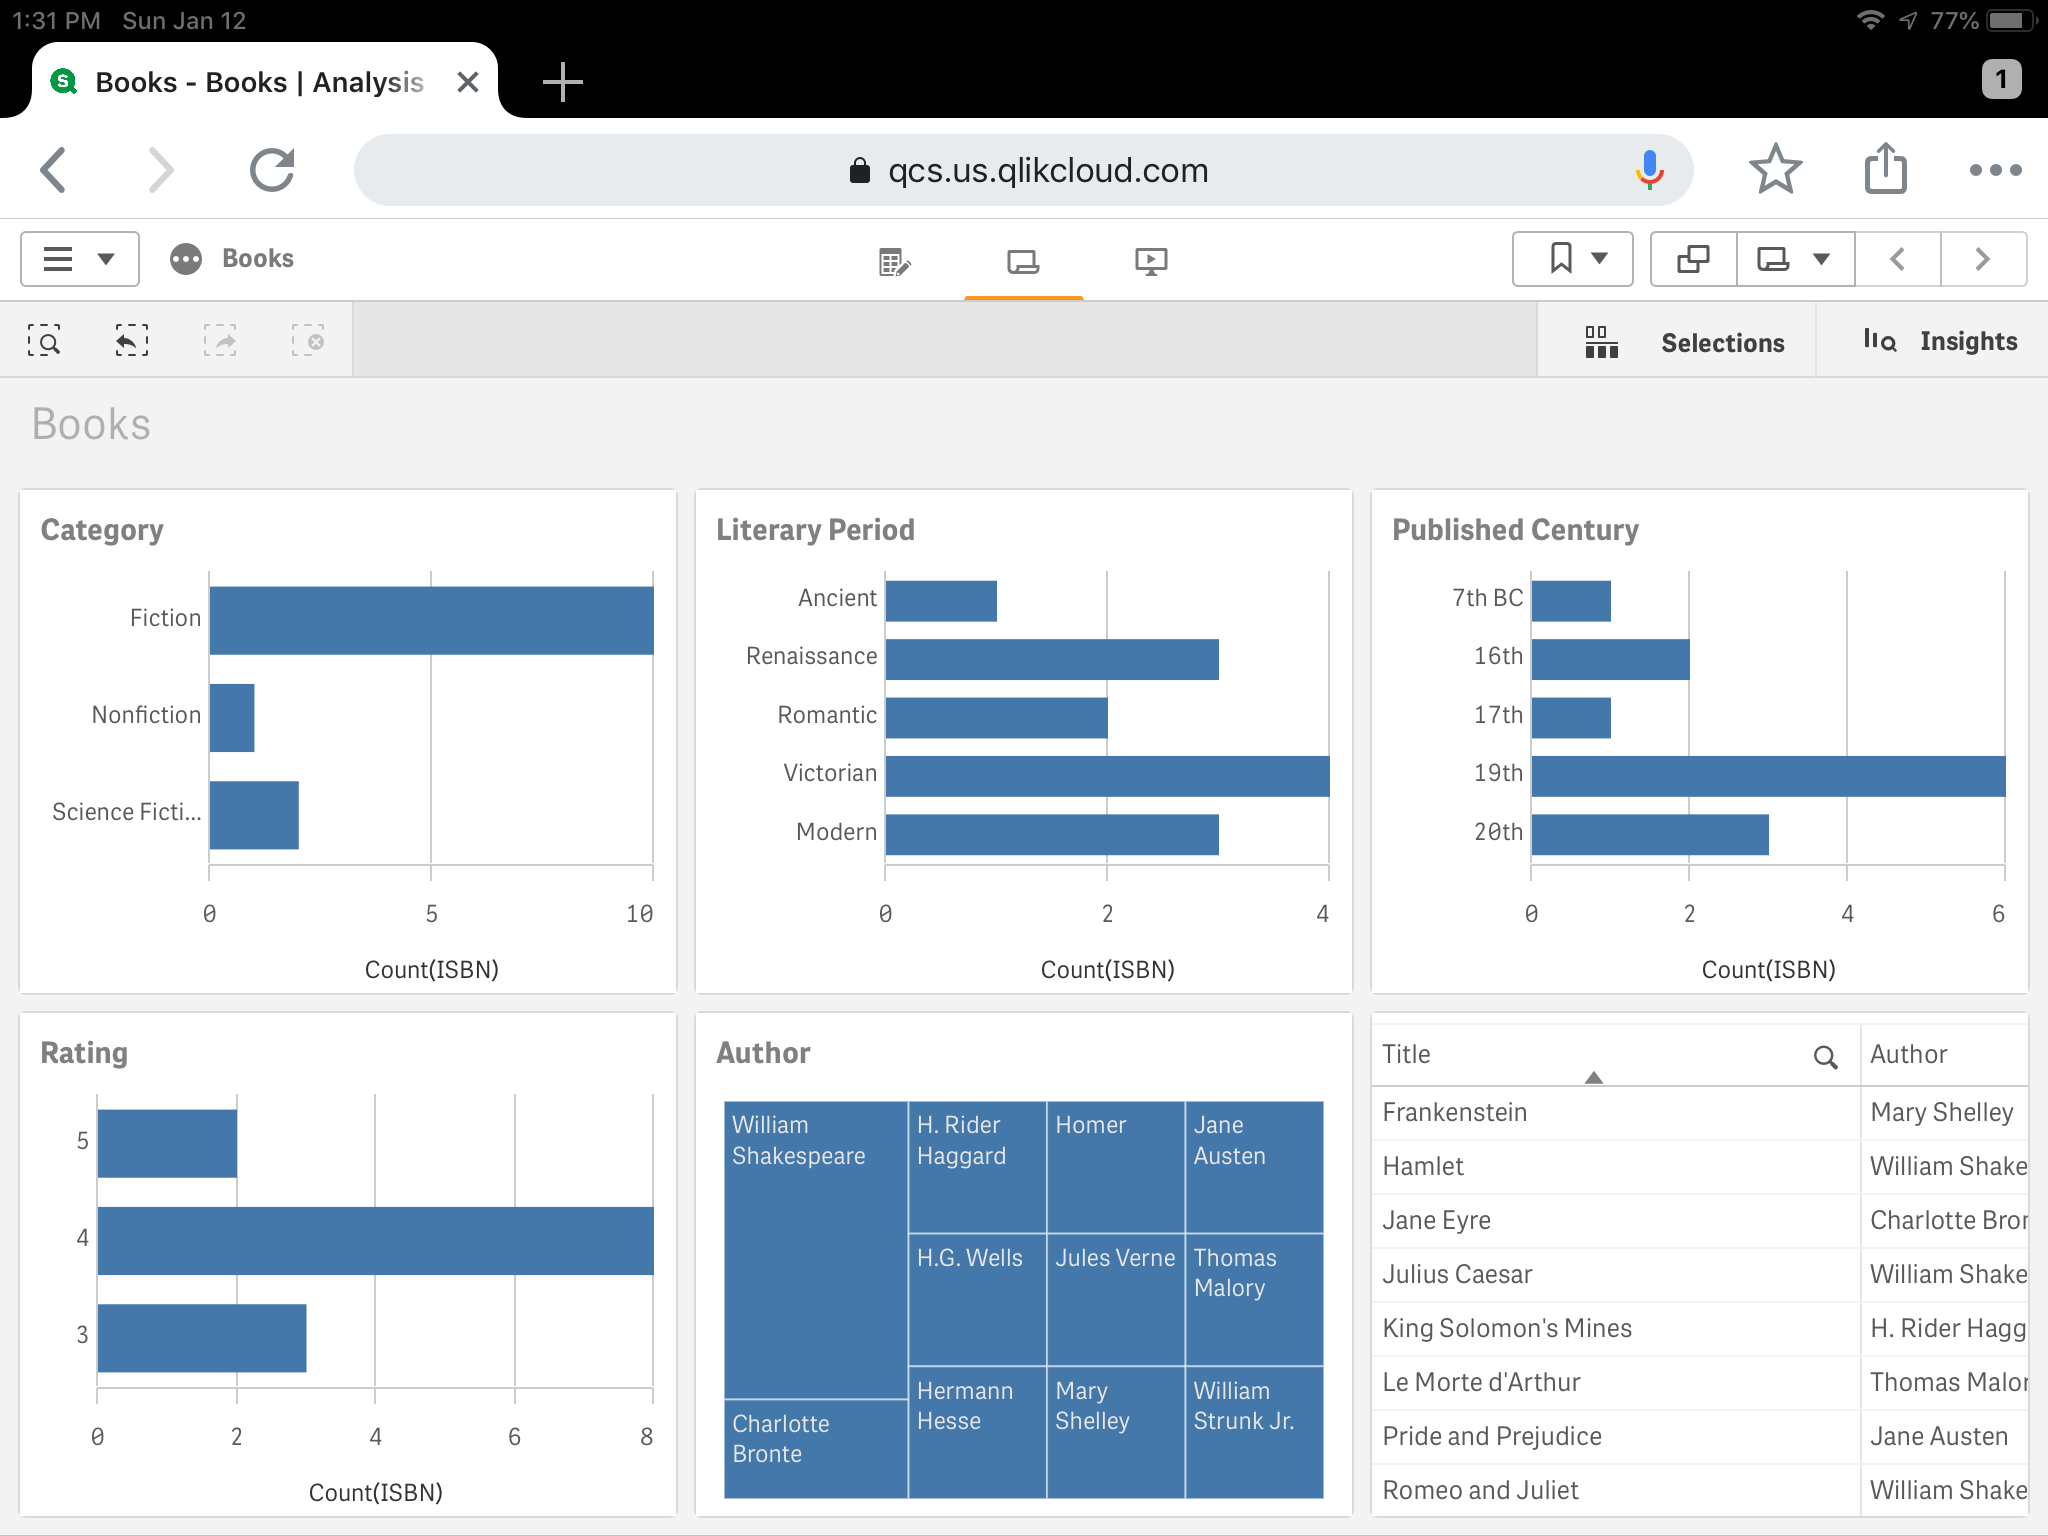 1:31 PM Sun Jan 12
77%
Books - Books | Analysis
1
qcs.us.qlikcloud.com
Books
Selections
Insights
Books
Category
Fiction
Nonfiction
Science Ficti...
0 5 10
Count(ISBN)
Literary Period
Ancient
Renaissance
Romantic
Victorian
Modern
0 2 4
Count(ISBN)
Published Century
7th BC
16th
17th
19th
20th
0 2 4 6
Count(ISBN)
Rating
5
4
3
0 2 4 6 8
Count(ISBN)
Author
William
Shakespeare
Charlotte
Bronte
H. Rider
Haggard
Homer
Jane
Austen
H.G. Wells
Jules Verne
Thomas
Malory
Hermann
Hesse
Mary
Shelley
William
Strunk Jr.
Title Author
Frankenstein Mary Shelley
Hamlet William Shake
Jane Eyre Charlotte Bror
Julius Caesar William Shake
King Solomon's Mines H. Rider Hagg
Le Morte d'Arthur Thomas Malor
Pride and Prejudice Jane Austen
Romeo and Juliet William Shake